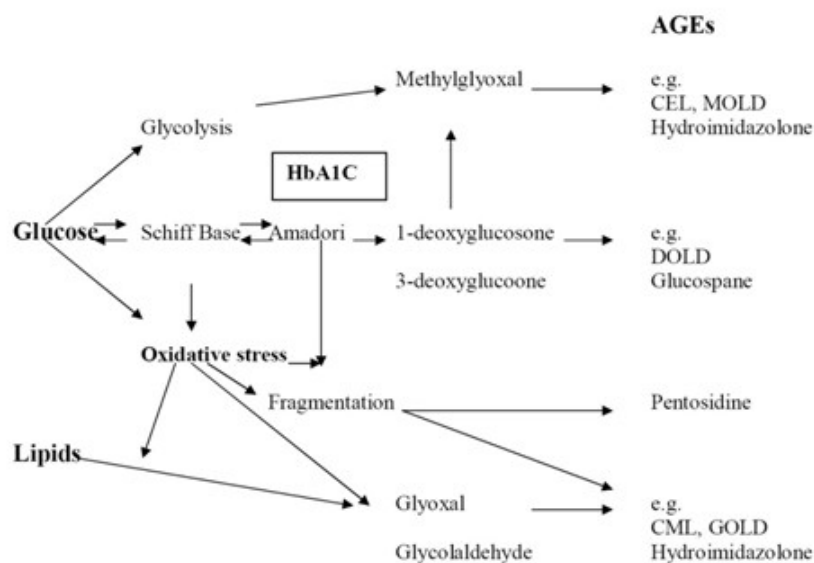 AGEs
Methylglyoxal
e.g.
CEL, MOLD
Hydroimidazolone
Glycolysis
HbA1C
Glucose
Schiff Base
Amadori
1-deoxyglucosone
e.g.
DOLD
3-deoxyglucoone
Glucospane
Oxidative stress
Fragmentation
Pentosidine
Lipids
Glyoxal
e.g.
CML, GOLD
Glycolaldehyde
Hydroimidazolone